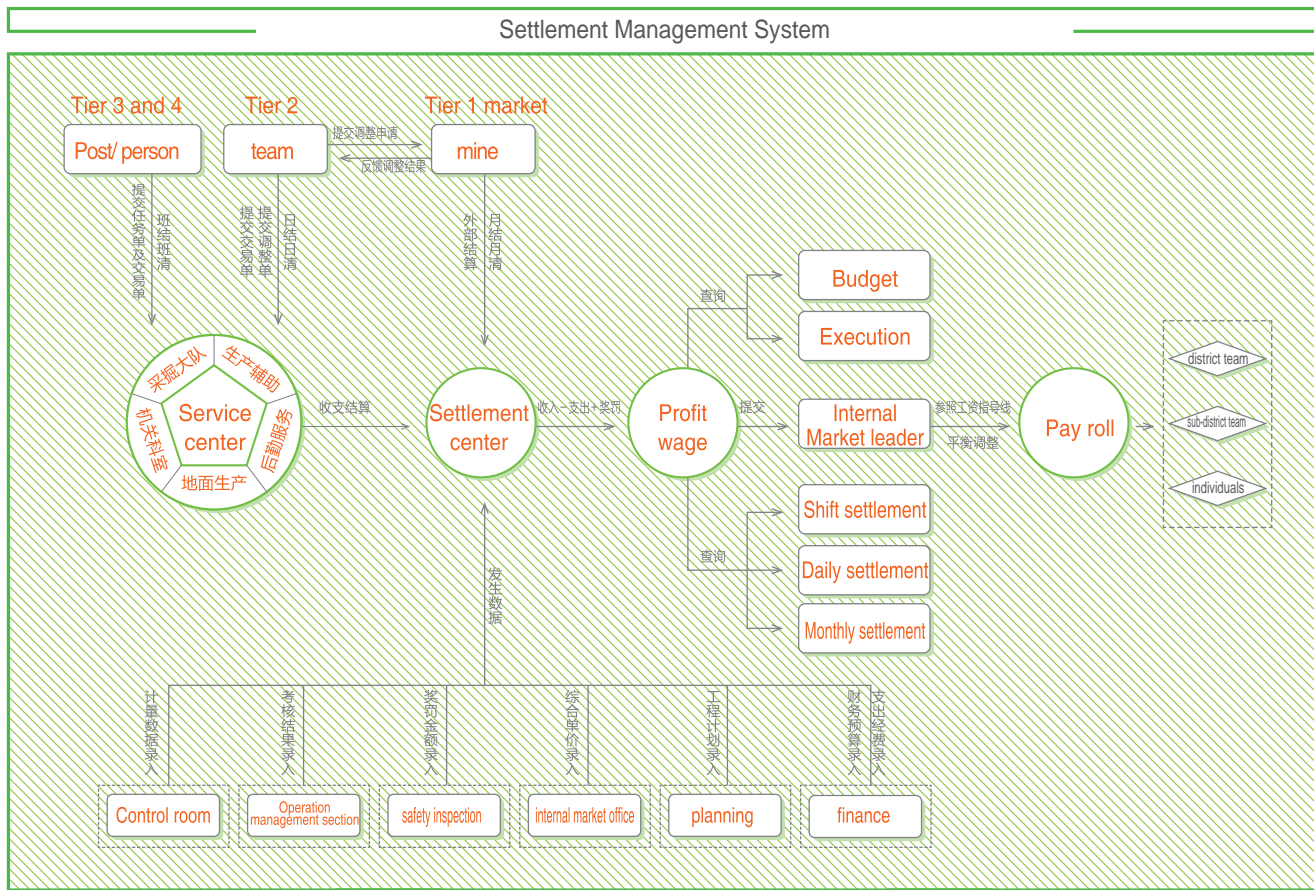 Settlement Management System
Tier 3 and 4
Tier 2
Tier 1 market
Post/ person
team
mine
提交调整申请
反馈调整结果
提交任务单及交易单
班结班清
提交交易单
提交调整单
日结日清
外部结算
月结月清
采掘大队
生产辅助
机关科室
后勤服务
地面生产
Service
center
收支结算
Settlement
center
收入－支出＋奖罚
Profit
wage
查询
Budget
Execution
提交
Internal
Market leader
参照工资指导线
平衡调整
Pay roll
district team
sub-district team
individuals
查询
Shift settlement
Daily settlement
Monthly settlement
发生数据
计量数据录入
考核结果录入
奖罚金额录入
综合单价录入
工程计划录入
财务预算录入
支出经费录入
Control room
Operation
management section
safety inspection
internal market office
planning
finance